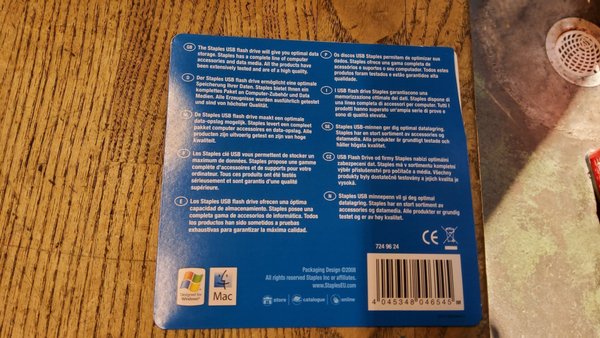 GB The Staples USB flash drive will give you optimal data
storage. Staples has a complete line of computer
accessories and data media. All the products have
been extensively tested and are of a high quality.
D Der Staples USB flash drive ermöglicht eine optimale
Speicherung Ihrer Daten. Staples bietet Ihnen ein
komplettes Paket an Computer-Zubehör und Data
Medien. Alle Erzeugnisse wurden ausführlich getestet
und sind von höchster Qualität.
De Staples USB flash drive maakt een optimale
data-opslag mogelijk. Staples levert een compleet
pakket computer accessoires en data-opslag. Alle
producten zijn uitvoerig getest en zijn van hoge
kwaliteit.
F Les Staples clé USB vous permettent de stocker un
maximum de données. Staples propose une gamme
complète d'accessoires et de supports pour votre
ordinateur. Tous ces produits ont été testés
sérieusement et sont garantis d'une qualité
supérieure.
E Los Staples USB flash drive ofrecen una óptima
capacidad de almacenamiento. Staples posee una
completa gama de accesorios de informática. Todos
los productos han sido sometidos a pruebas
exhaustivas para garantizar la máxima calidad.
P Os discos USB Staples permitem de optimizar sus
dados. Staples ofrece una gama completa de
acessórios e suportes o seu computador. Todos estes
produtos foram testados e estão garantidos alta
qualidade.
I I USB flash drive Staples garantiscono una
memorizzazione ottimale dei dati. Staples dispone di
una linea completa di accessori per computer. Tutti i
prodotti hanno superato un'ampia serie di prove e
sono di qualità elevata.
SE Staples USB-minnen ger dig optimal datalagring.
Staples har en stort sortiment av accessories
och datamedia. Alla produkter är grundligt testade
och håller hög kvalitet.
CZ USB Flash Drive od firmy Staples nabízí optimální
zabezpecení dat. Staples má v sortimentu kompletní
výběr příslušenství pro počítače a média. Všechny
produkty byly dostatečně testovány a jejich kvalita je
vysoká.
N Staples USB minnepenn vil gi deg optimal
datalagring. Staples har en stort sortiment av
accessories og datamedia. Alle produkter er grundig
testet og er av høy kvalitet.
724 96 24
CE
Packaging Design ©2008
All rights reserved Staples Inc or affiliates.
www.StaplesEU.com
store catalogue online
Designed for
Windows®
Mac
4 045348 046545